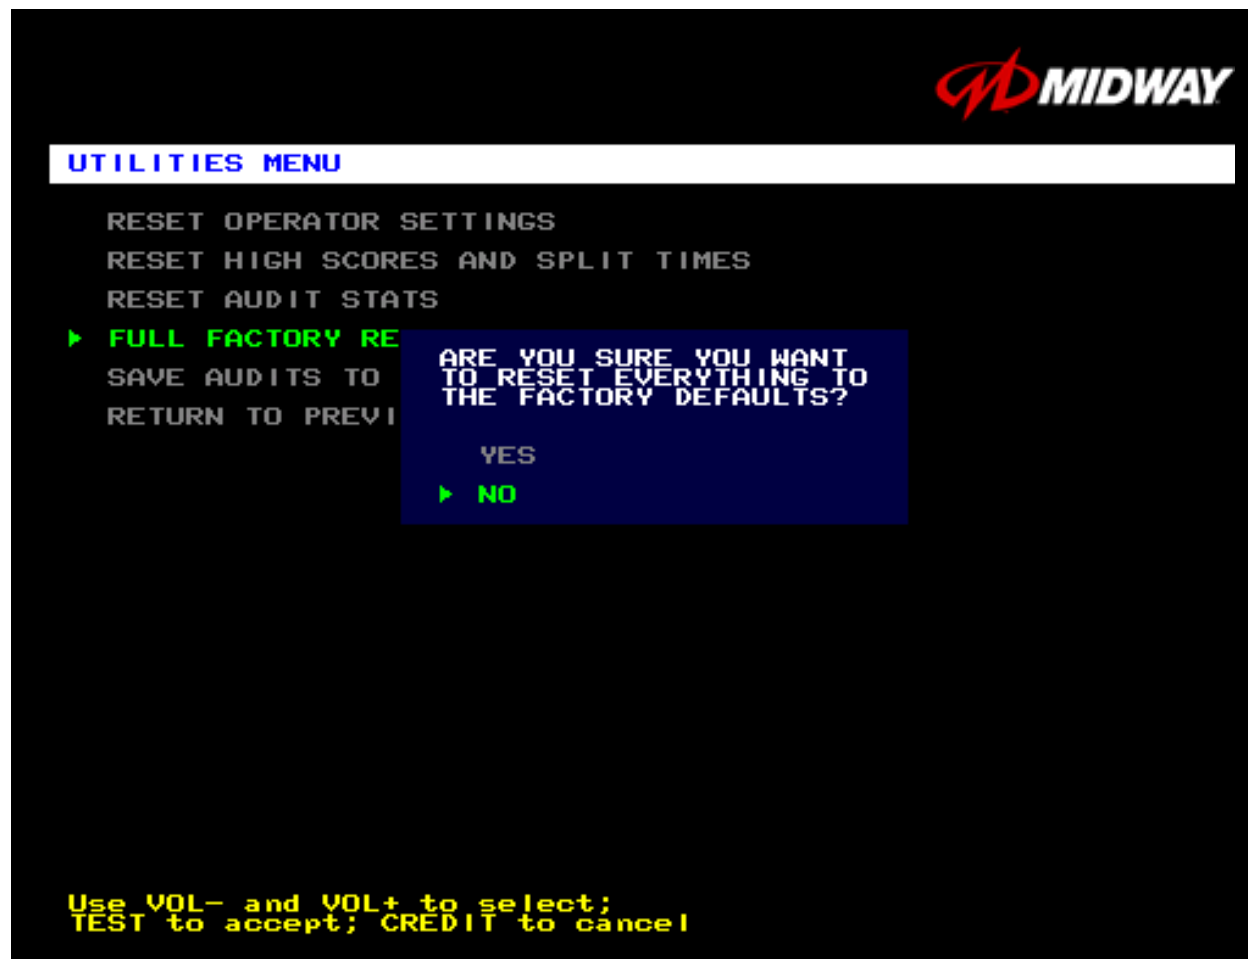 MIDWAY
UTILITIES MENU
RESET OPERATOR SETTINGS
RESET HIGH SCORES AND SPLIT TIMES
RESET AUDIT STATS
FULL FACTORY RE
SAVE AUDITS TO
RETURN TO PREVI
ARE YOU SURE YOU WANT
TO RESET EVERYTHING TO
THE FACTORY DEFAULTS?
YES
NO
Use VOL- and VOL+ to select;
TEST to accept; CREDIT to cancel